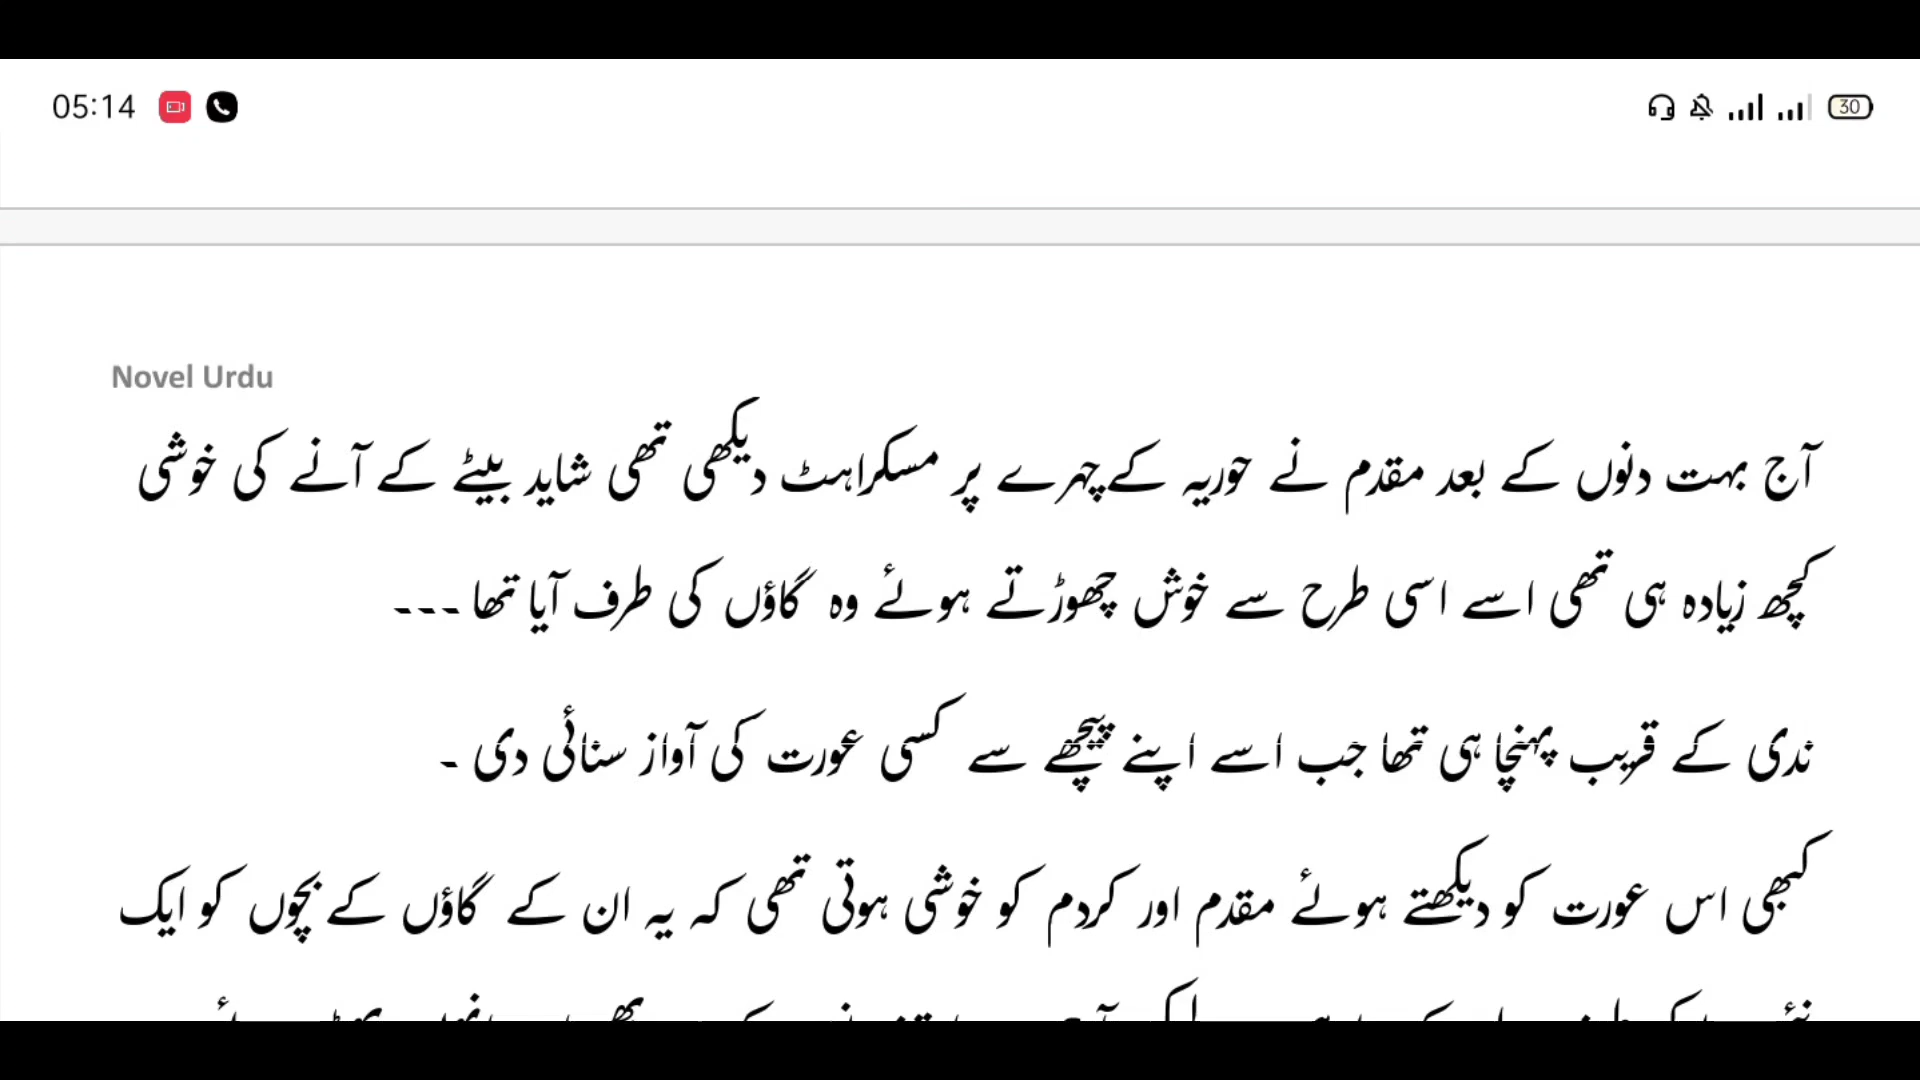 05:14
30
Novel Urdu
آج بہت دنوں کے بعد مقدم نے حوریہ کے چہرے پر مسکراہٹ دیکھی تھی شاید بیٹے کے آنے کی خوشی
کچھ زیادہ ہی تھی اسے اسی طرح سے خوش چھوڑتے ہوئے وہ گاؤں کی طرف آیا تھا ۔۔۔
ندی کے قریب پہنچا ہی تھا جب اسے اپنے پیچھے سے کسی عورت کی آواز سنائی دی ۔
کبھی اس عورت کو دیکھتے ہوئے مقدم اور کردم کو خوشی ہوتی تھی کہ یہ ان کے گاؤں کے بچوں کو ایک